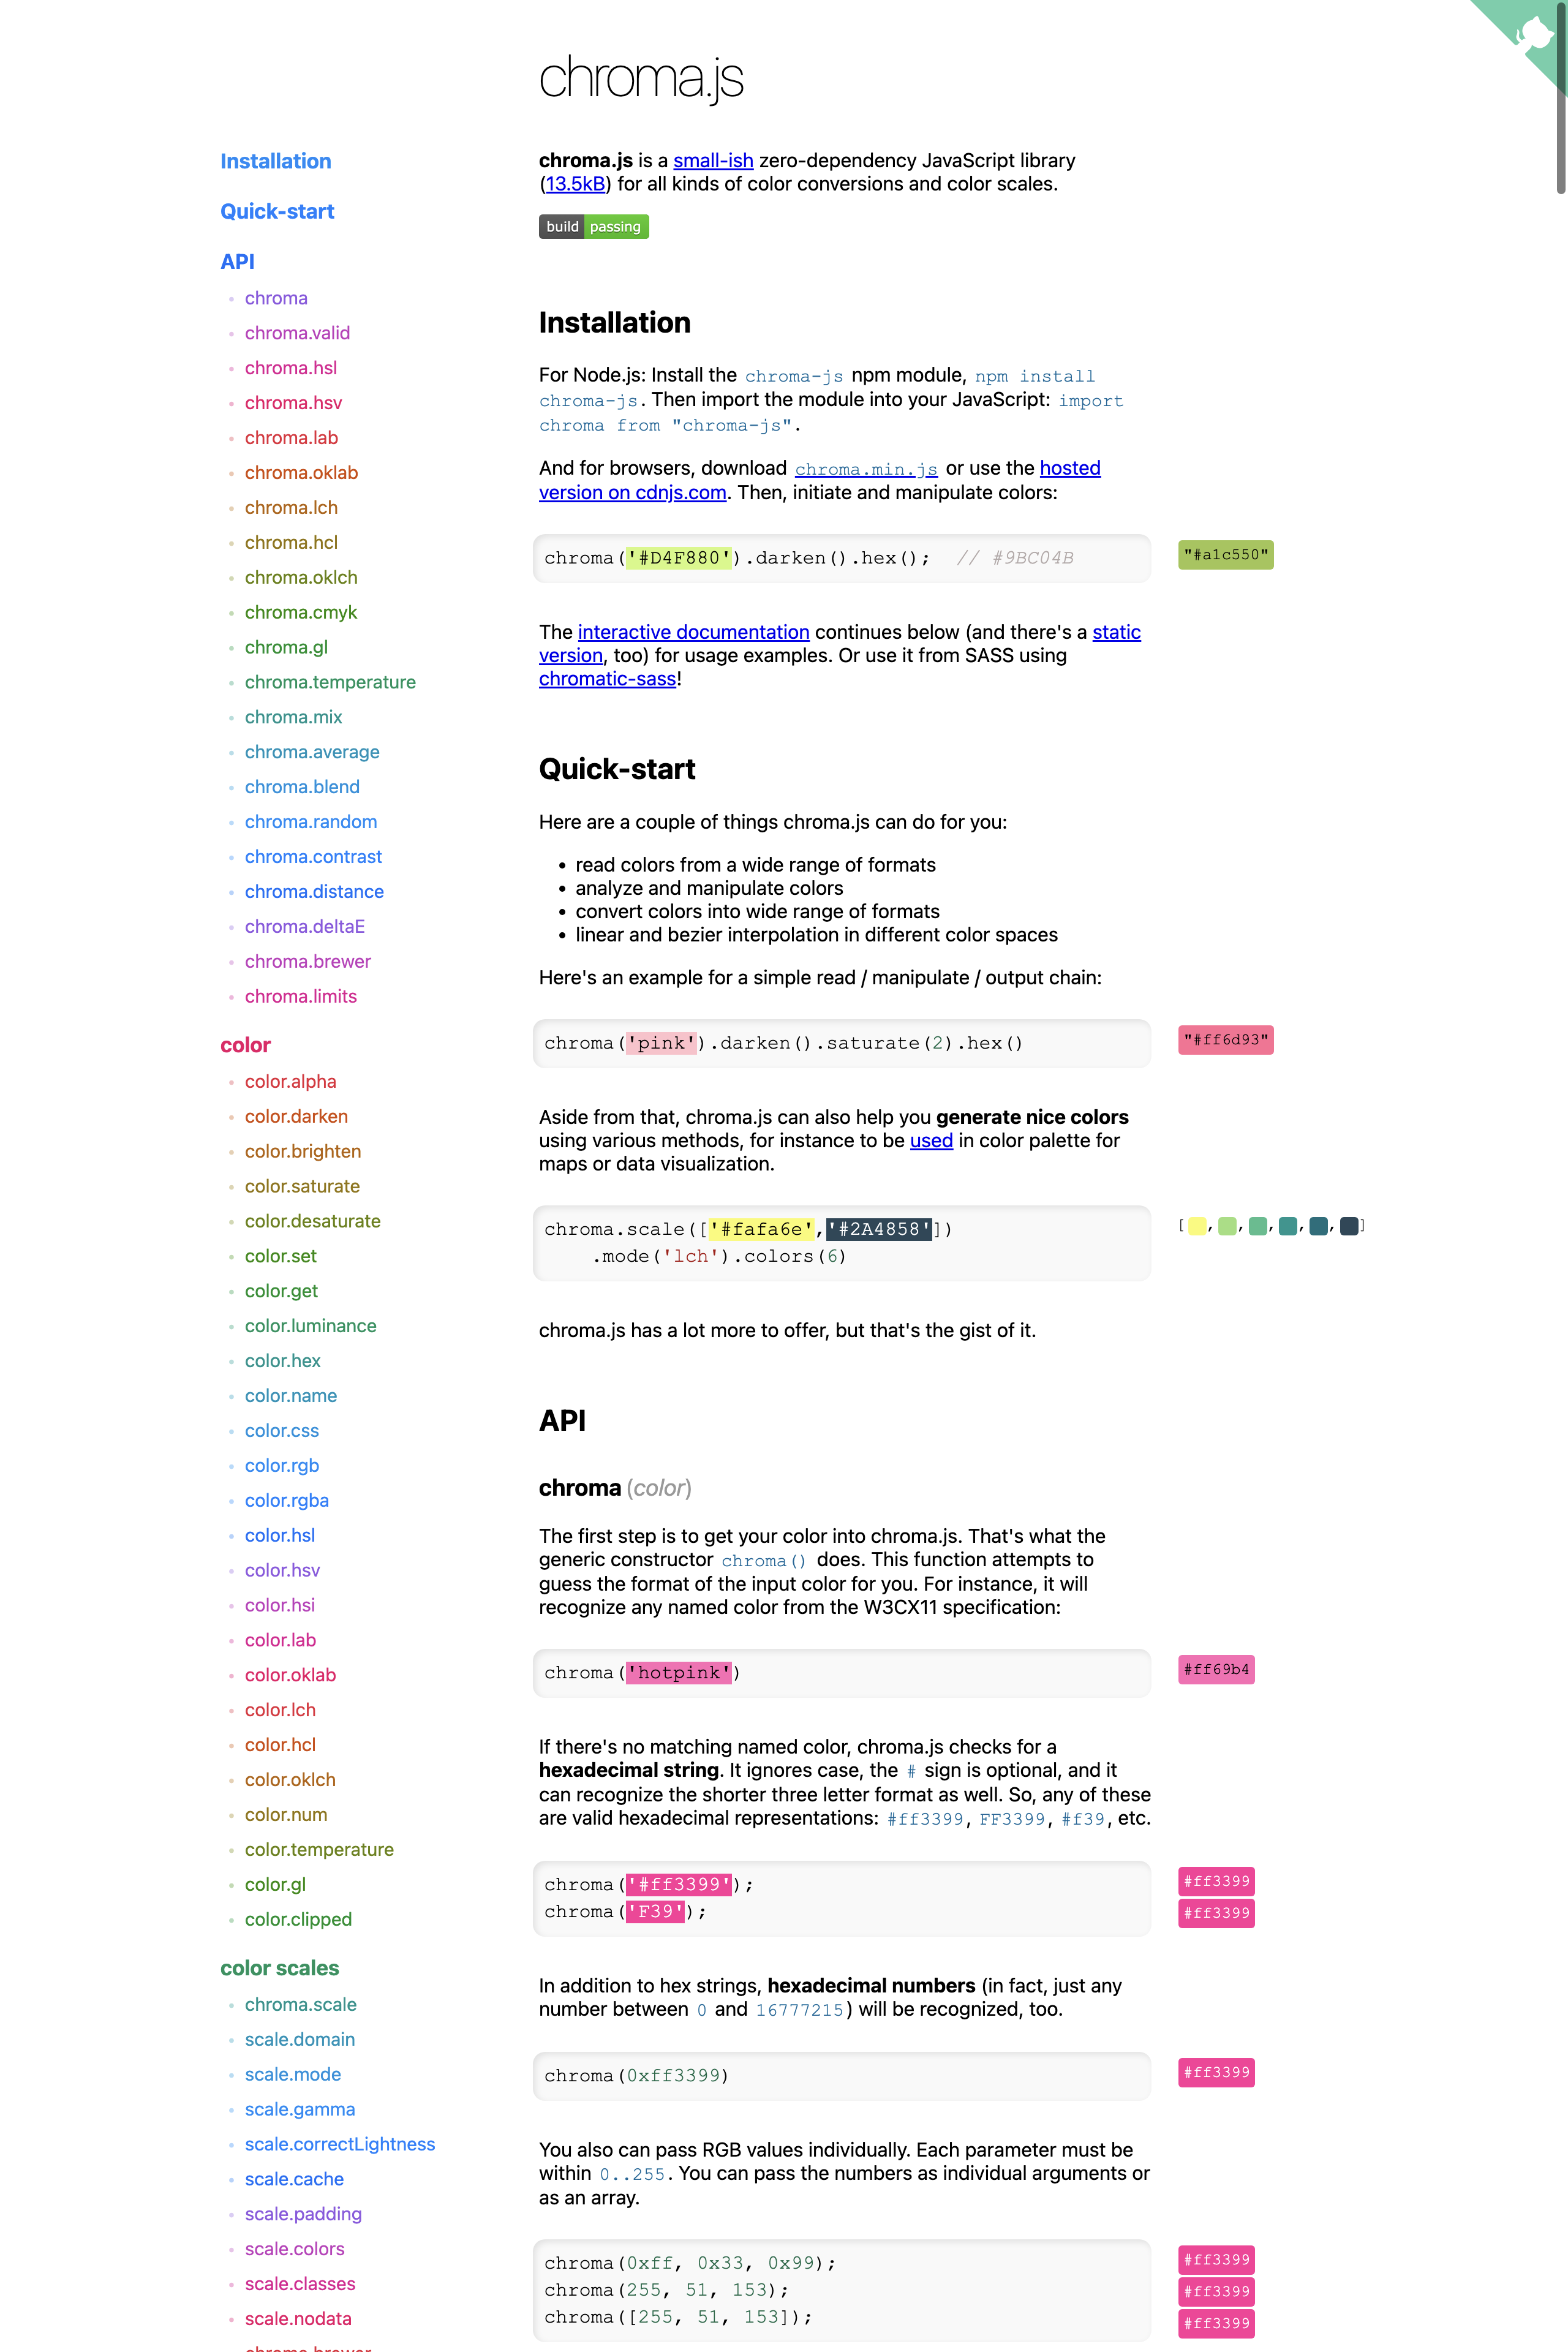 chroma.js
Installation
Quick-start
API
chroma
chroma.valid
chroma.hsl
chroma.hsv
chroma.lab
chroma.oklab
chroma.lch
chroma.hcl
chroma.oklch
chroma.cmyk
chroma.gl
chroma.temperature
chroma.mix
chroma.average
chroma.blend
chroma.random
chroma.contrast
chroma.distance
chroma.deltaE
chroma.brewer
chroma.limits
color
color.alpha
color.darken
color.brighten
color.saturate
color.desaturate
color.set
color.get
color.luminance
color.hex
color.name
color.css
color.rgb
color.rgba
color.hsl
color.hsv
color.hsi
color.lab
color.oklab
color.lch
color.hcl
color.oklch
color.num
color.temperature
color.gl
color.clipped
color scales
chroma.scale
scale.domain
scale.mode
scale.gamma
scale.correctLightness
scale.cache
scale.padding
scale.colors
scale.classes
scale.nodata
chroma.js is a small-ish zero-dependency JavaScript library
(13.5kB) for all kinds of color conversions and color scales.
build passing
Installation
For Node.js: Install the chroma-js npm module, npm install
chroma-js. Then import the module into your JavaScript: import
chroma from "chroma-js".
And for browsers, download chroma.min.js or use the hosted
version on cdnjs.com. Then, initiate and manipulate colors:
chroma('#D4F880').darken().hex();  // #9BC04B
"#a1c550"
The interactive documentation continues below (and there's a static
version, too) for usage examples. Or use it from SASS using
chromatic-sass!
Quick-start
Here are a couple of things chroma.js can do for you:
• read colors from a wide range of formats
• analyze and manipulate colors
• convert colors into wide range of formats
• linear and bezier interpolation in different color spaces
Here's an example for a simple read / manipulate / output chain:
chroma('pink').darken().saturate(2).hex()
"#ff6d93"
Aside from that, chroma.js can also help you generate nice colors
using various methods, for instance to be used in color palette for
maps or data visualization.
chroma.scale(['#fafa6e','#2A4858'])
    .mode('lch').colors(6)
[ , , , , , ]
chroma.js has a lot more to offer, but that's the gist of it.
API
chroma (color)
The first step is to get your color into chroma.js. That's what the
generic constructor chroma() does. This function attempts to
guess the format of the input color for you. For instance, it will
recognize any named color from the W3CX11 specification:
chroma('hotpink')
#ff69b4
If there's no matching named color, chroma.js checks for a
hexadecimal string. It ignores case, the # sign is optional, and it
can recognize the shorter three letter format as well. So, any of these
are valid hexadecimal representations: #ff3399, FF3399, #f39, etc.
chroma('#ff3399');
chroma('F39');
#ff3399
#ff3399
In addition to hex strings, hexadecimal numbers (in fact, just any
number between 0 and 16777215) will be recognized, too.
chroma(0xff3399)
#ff3399
You also can pass RGB values individually. Each parameter must be
within 0..255. You can pass the numbers as individual arguments or
as an array.
chroma(0xff, 0x33, 0x99);
chroma(255, 51, 153);
chroma([255, 51, 153]);
#ff3399
#ff3399
#ff3399